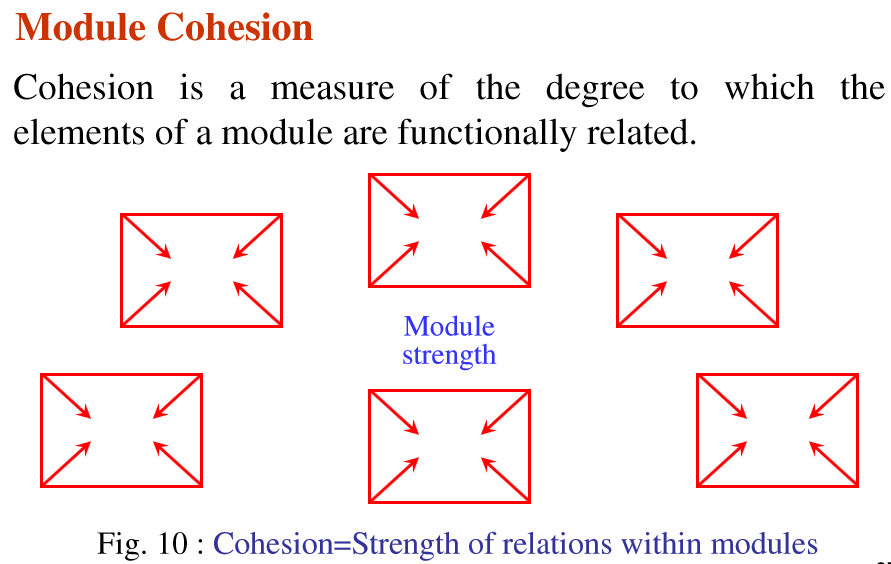 Module Cohesion
Cohesion is a measure of the degree to which the
elements of a module are functionally related.
Module
strength
Fig. 10 : Cohesion=Strength of relations within modules